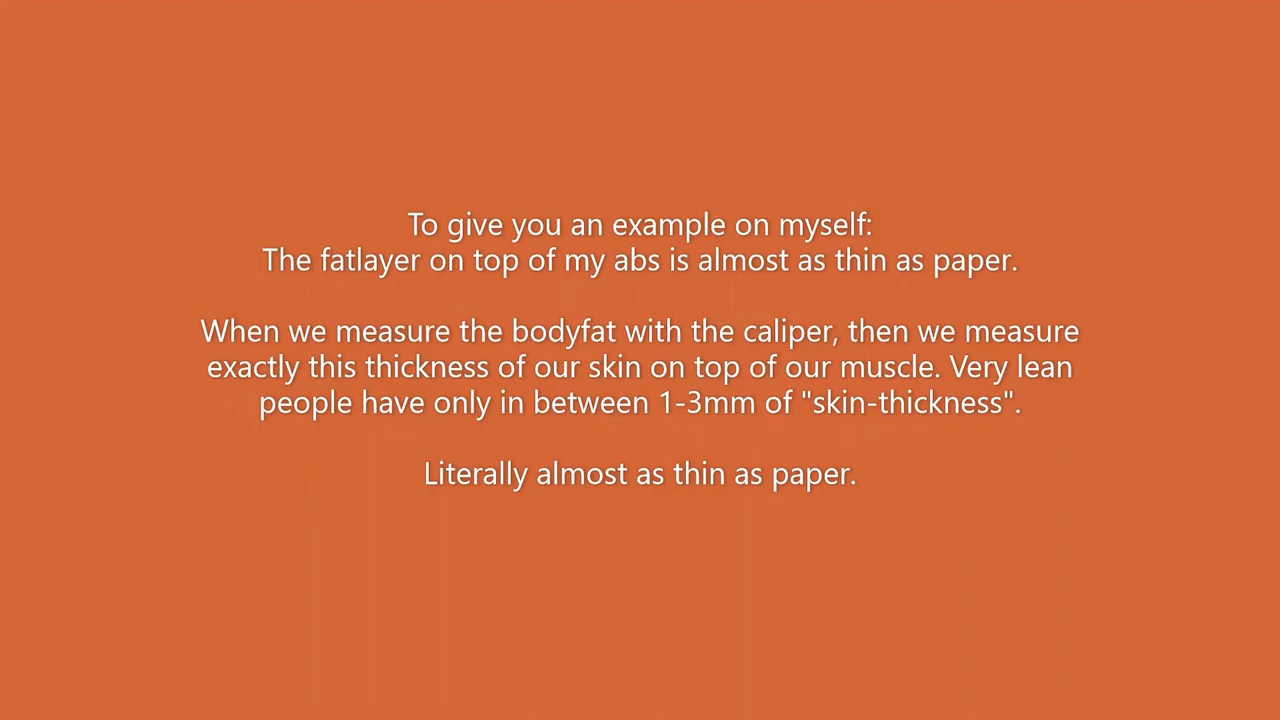 To give you an example on myself:
The fatlayer on top of my abs is almost as thin as paper.
When we measure the bodyfat with the caliper, then we measure
exactly this thickness of our skin on top of our muscle. Very lean
people have only in between 1-3mm of "skin-thickness".
Literally almost as thin as paper.